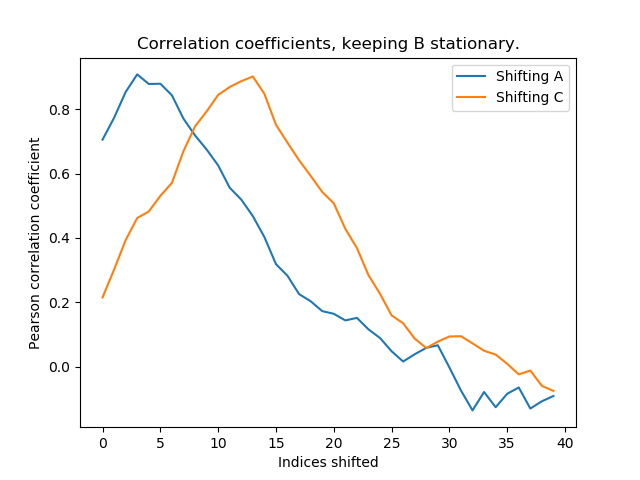 Correlation coefficients, keeping B stationary.
Shifting A
Shifting C
Pearson correlation coefficient
0.8
0.6
0.4
0.2
0.0
0 5 10 15 20 25 30 35 40
Indices shifted